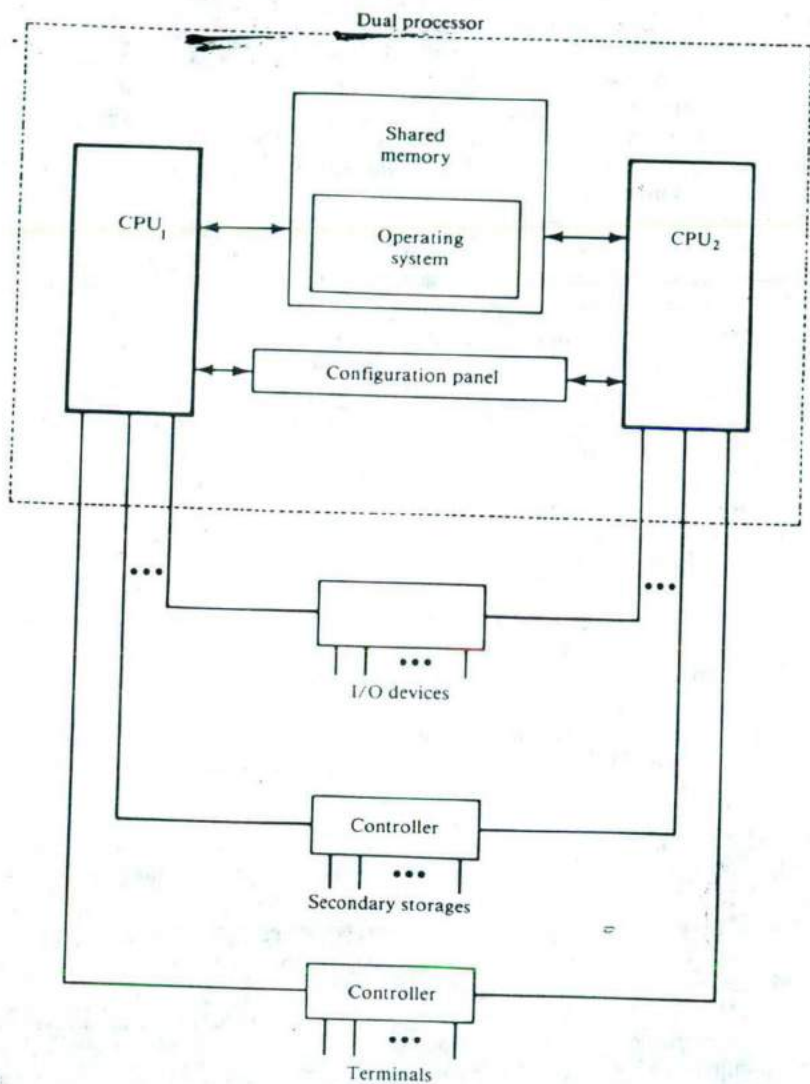 Dual processor
Shared
memory
CPU₁
Operating
system
CPU₂
Configuration panel
I/O devices
Controller
Secondary storages
Controller
Terminals